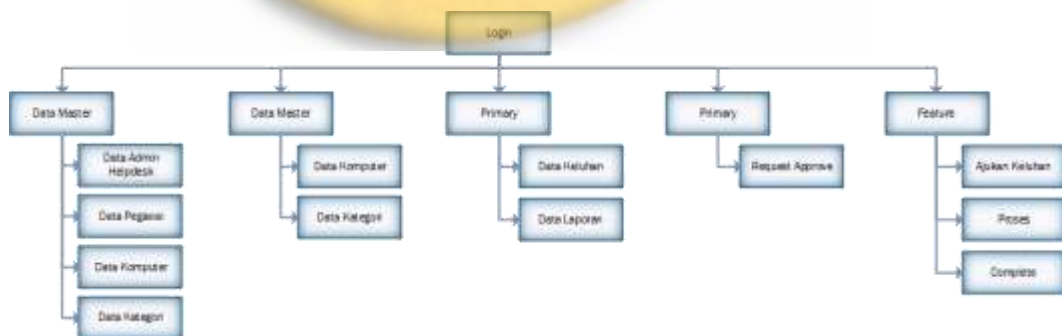 Login
Data Master
Data Master
Primary
Primary
Feature
Data Admin
Helpdesk
Data Pegawai
Data Komputer
Data Kategori
Data Komputer
Data Kategori
Data Keluhan
Data Laporan
Request Approve
Ajukan Keluhan
Proses
Complete